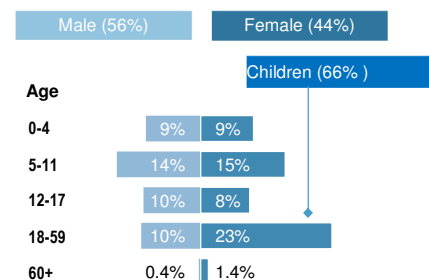 Male (56%) Female (44%)
Children (66% )
Age
0-4 9% 9%
5-11 14% 15%
12-17 10% 8%
18-59 10% 23%
60+ 0.4% 1.4%